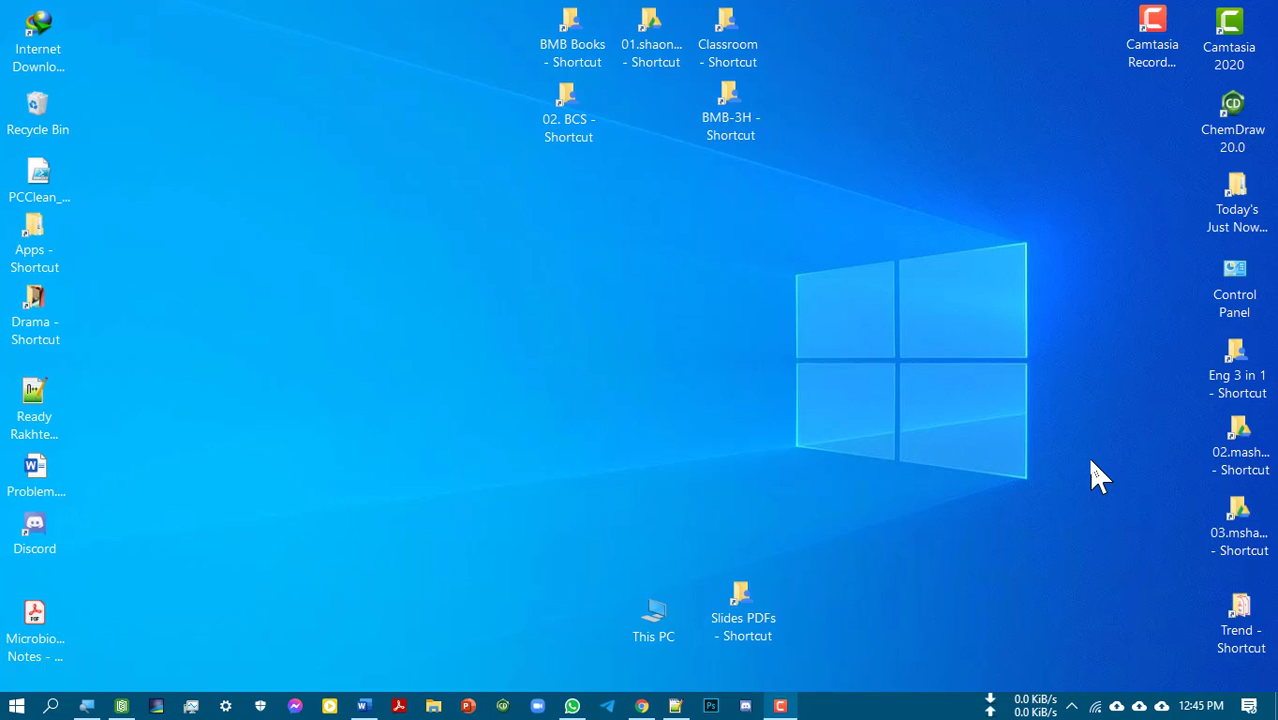 Internet
Downlo...
Recycle Bin
PCClean_...
Apps -
Shortcut
Drama -
Shortcut
Ready
Rakhte...
Problem....
Discord
Microbio...
Notes - ...
BMB Books
- Shortcut
01.shaon...
- Shortcut
Classroom
- Shortcut
02. BCS -
Shortcut
BMB-3H -
Shortcut
This PC
Slides PDFs
- Shortcut
Camtasia
Record...
Camtasia
2020
CD
ChemDraw
20.0
Today's
Just Now...
Control
Panel
Eng 3 in 1
- Shortcut
02.mash...
- Shortcut
03.msha...
- Shortcut
Trend -
Shortcut
0.0 KiB/s
0.0 KiB/s
12:45 PM